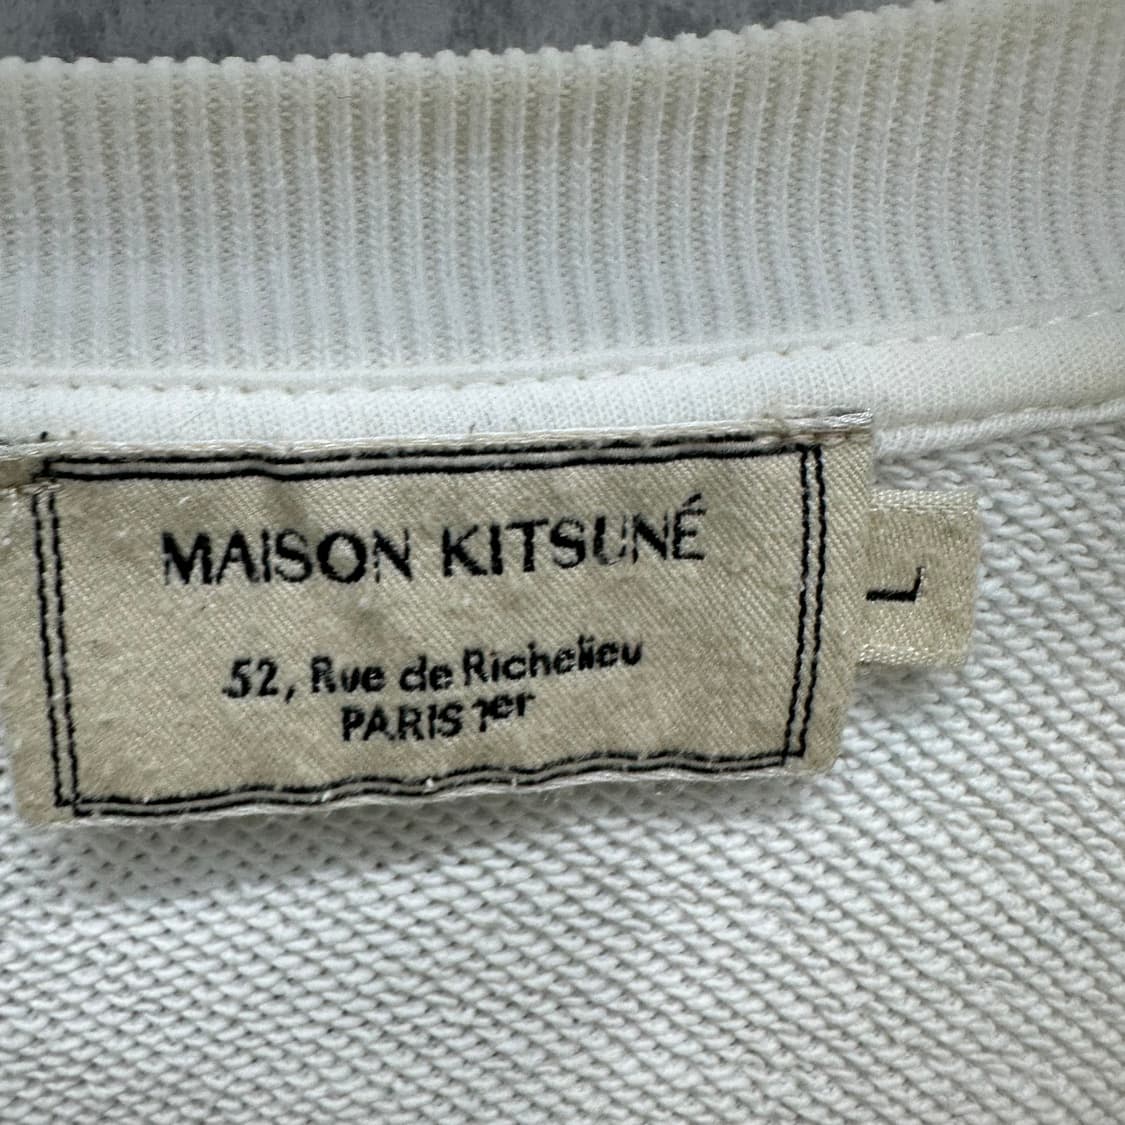 MAISON KITSUNÉ
52, Rue de Richelieu
PARIS 1er
L